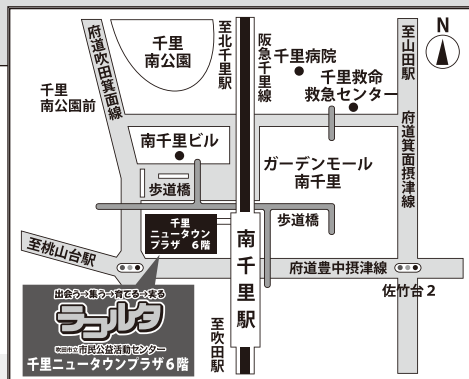 府道吹田箕面線
千里
南公園
至北千里駅
阪急千里線
千里病院
千里救命
救急センター
至山田駅
N
千里
南公園前
南千里ビル
ガーデンモール
南千里
府道箕面摂津線
歩道橋
千里
ニュータウン
プラザ 6階
歩道橋
至桃山台駅
南千里駅
府道豊中摂津線
佐竹台2
出会う→集う→育てる→実る
ラコルタ
吹田市立市民公益活動センター
千里ニュータウンプラザ6階
至吹田駅